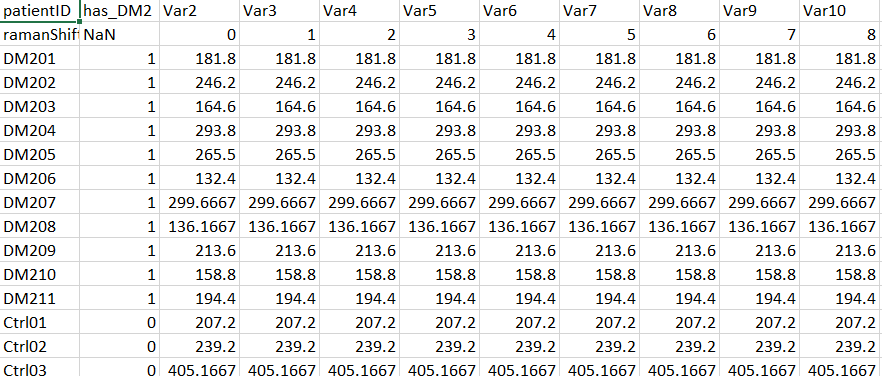 patientID has_DM2 Var2 Var3 Var4 Var5 Var6 Var7 Var8 Var9 Var10
ramanShift NaN 0 1 2 3 4 5 6 7 8
DM201 1 181.8 181.8 181.8 181.8 181.8 181.8 181.8 181.8 181.8
DM202 1 246.2 246.2 246.2 246.2 246.2 246.2 246.2 246.2 246.2
DM203 1 164.6 164.6 164.6 164.6 164.6 164.6 164.6 164.6 164.6
DM204 1 293.8 293.8 293.8 293.8 293.8 293.8 293.8 293.8 293.8
DM205 1 265.5 265.5 265.5 265.5 265.5 265.5 265.5 265.5 265.5
DM206 1 132.4 132.4 132.4 132.4 132.4 132.4 132.4 132.4 132.4
DM207 1 299.6667 299.6667 299.6667 299.6667 299.6667 299.6667 299.6667 299.6667 299.6667
DM208 1 136.1667 136.1667 136.1667 136.1667 136.1667 136.1667 136.1667 136.1667 136.1667
DM209 1 213.6 213.6 213.6 213.6 213.6 213.6 213.6 213.6 213.6
DM210 1 158.8 158.8 158.8 158.8 158.8 158.8 158.8 158.8 158.8
DM211 1 194.4 194.4 194.4 194.4 194.4 194.4 194.4 194.4 194.4
Ctrl01 0 207.2 207.2 207.2 207.2 207.2 207.2 207.2 207.2 207.2
Ctrl02 0 239.2 239.2 239.2 239.2 239.2 239.2 239.2 239.2 239.2
Ctrl03 0 405.1667 405.1667 405.1667 405.1667 405.1667 405.1667 405.1667 405.1667 405.1667